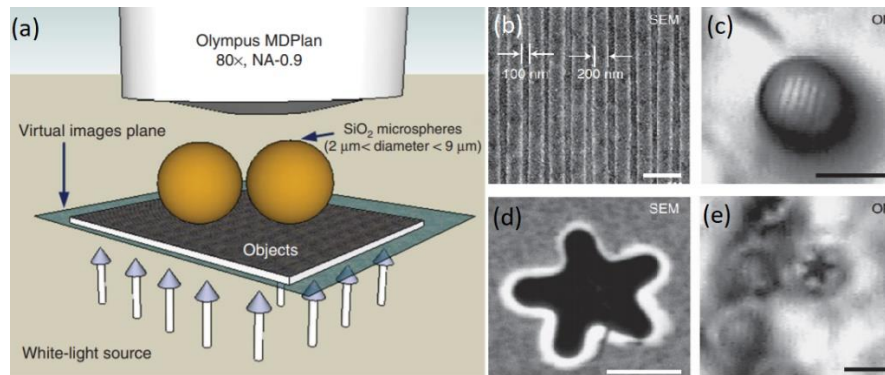 (a)
Olympus MDPlan
80×, NA-0.9
Virtual images plane
SiO₂ microspheres
(2 μm< diameter < 9 μm)
Objects
White-light source
(b)
SEM
100 nm
200 nm
(c)
(d)
SEM
(e)